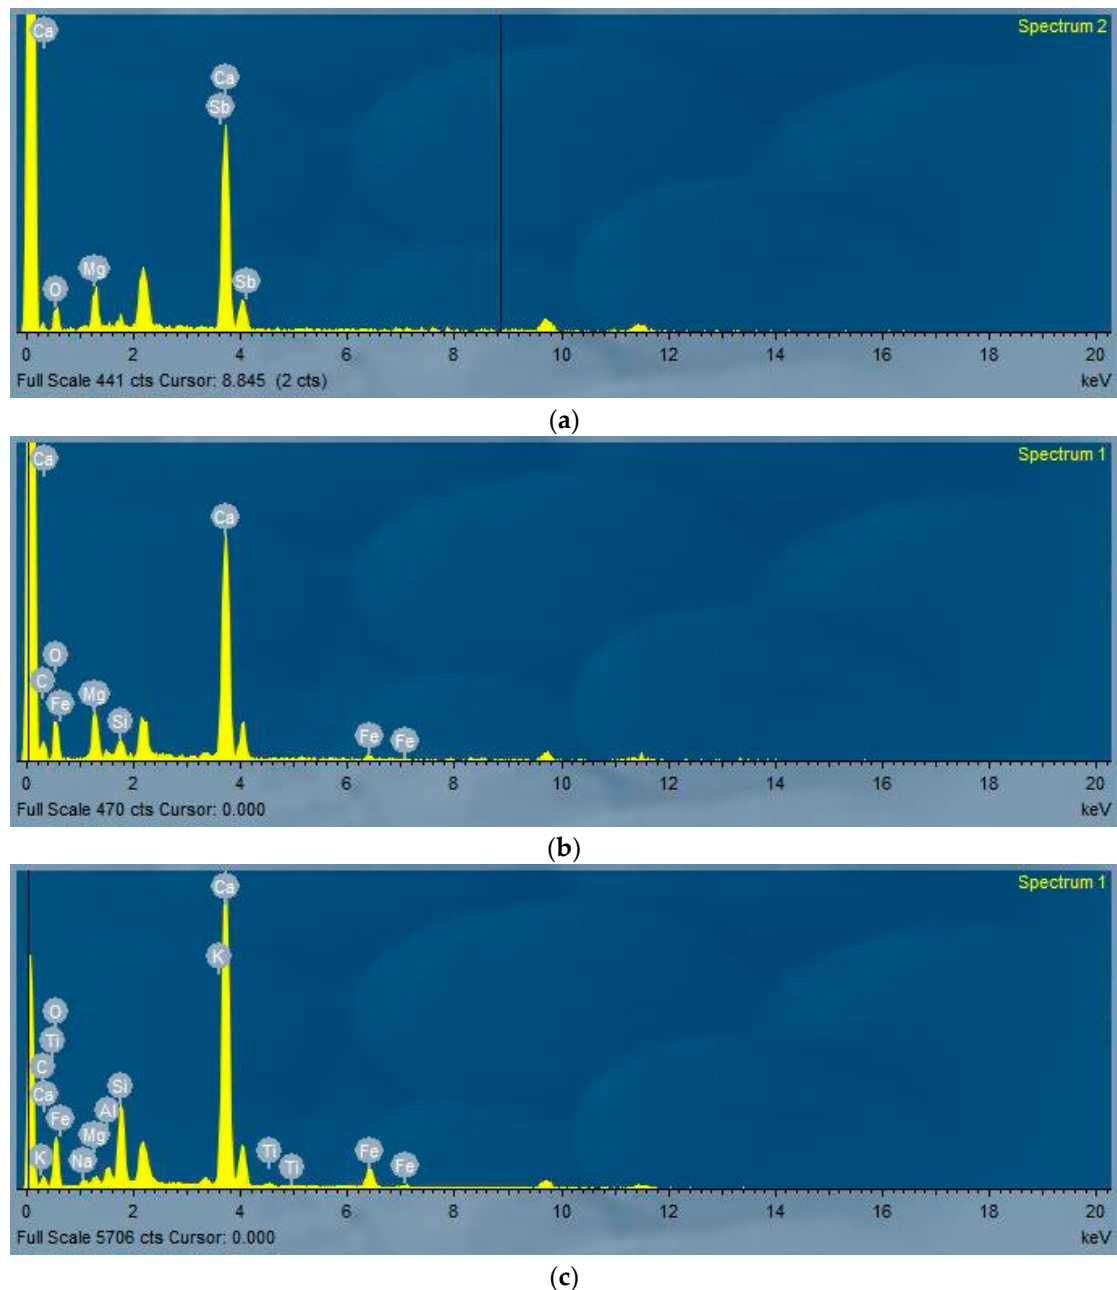 Spectrum 2
Ca
Ca
Sb
Mg
Sb
O
0 2 4 6 8 10 12 14 16 18 20
Full Scale 441 cts Cursor: 8.845 (2 cts) keV
(a)
Spectrum 1
Ca
Ca
O
C
Mg
Fe
Si
Fe
Fe
0 2 4 6 8 10 12 14 16 18 20
Full Scale 470 cts Cursor: 0.000 keV
(b)
Spectrum 1
Ca
K
O
Ti
C
Si
Ca
Al
Fe
Mg
Ti
Fe
K
Na
Ti
Fe
0 2 4 6 8 10 12 14 16 18 20
Full Scale 5706 cts Cursor: 0.000 keV
(c)